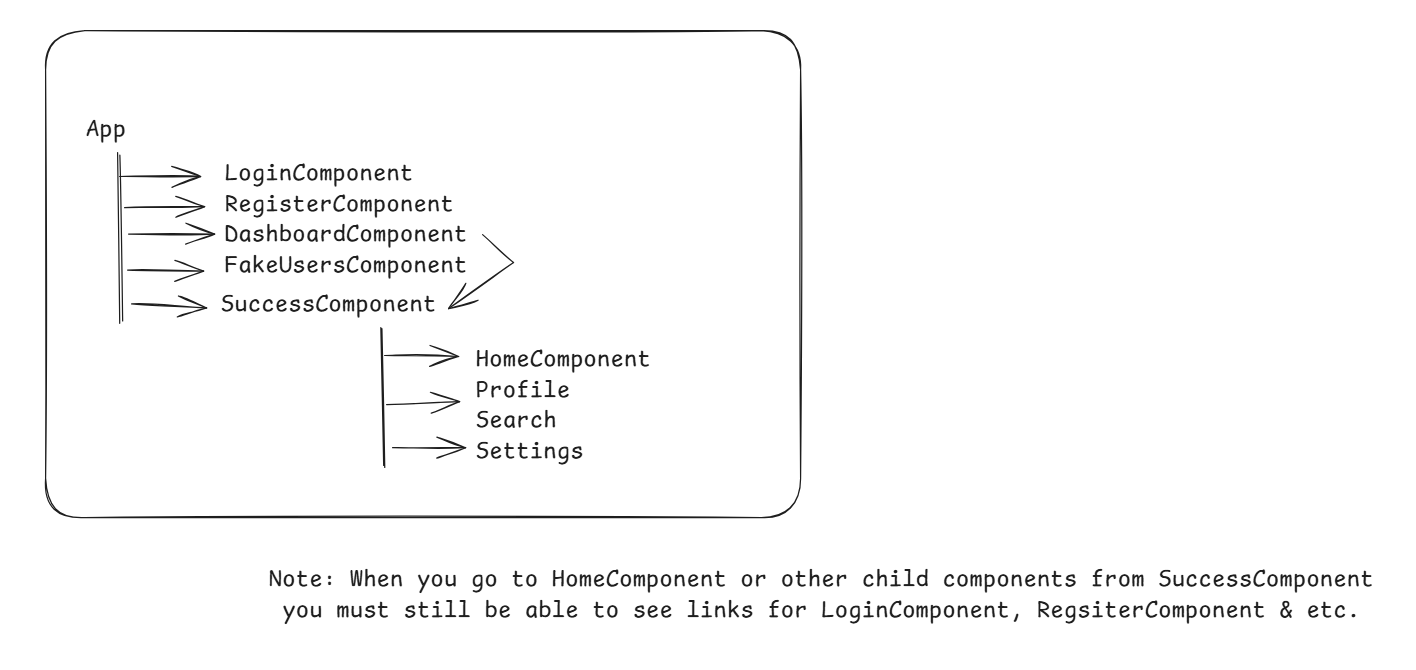 App
LoginComponent
RegisterComponent
DashboardComponent
FakeUsersComponent
SuccessComponent
HomeComponent
Profile
Search
Settings
Note: When you go to HomeComponent or other child components from SuccessComponent
you must still be able to see links for LoginComponent, RegsiterComponent & etc.